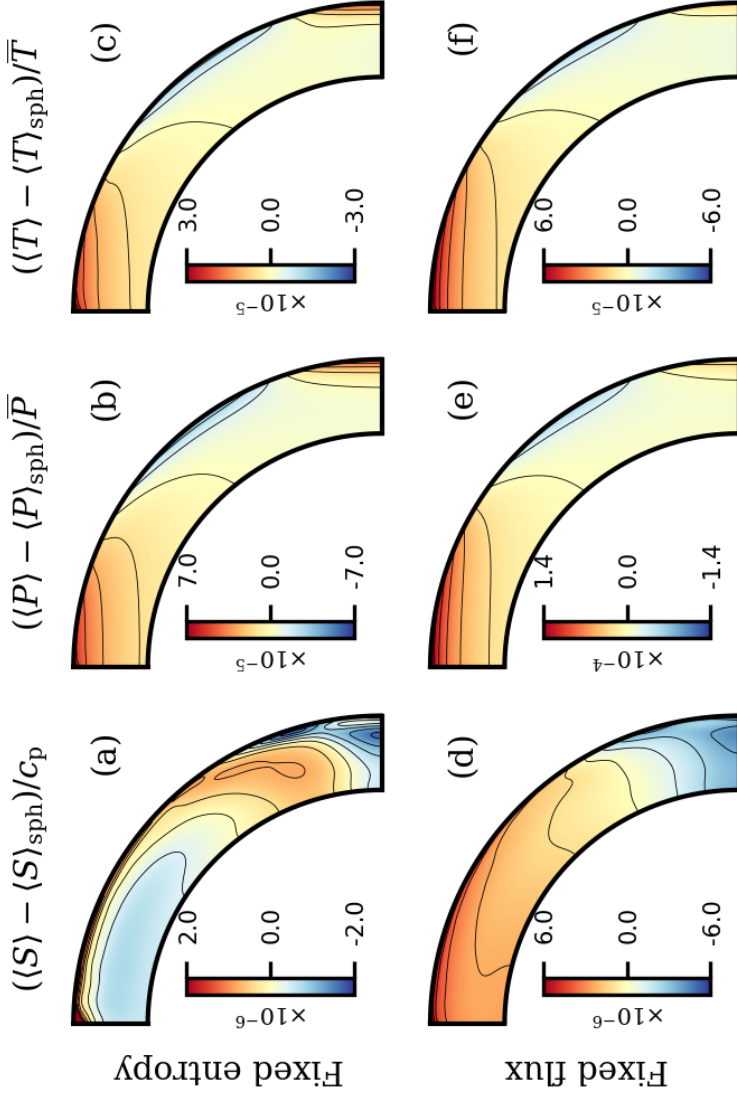 ((⟨S⟩ − ⟨S⟩sph)/cp
((⟨P⟩ − ⟨P⟩sph)/P̅
((⟨T⟩ − ⟨T⟩sph)/T̅
Fixed entropy
(a)
2.0
0.0
-2.0
×10⁻⁶
(b)
7.0
0.0
-7.0
×10⁻⁵
(c)
3.0
0.0
-3.0
×10⁻⁵
Fixed flux
(d)
6.0
0.0
-6.0
×10⁻⁶
(e)
1.4
0.0
-1.4
×10⁻⁴
(f)
6.0
0.0
-6.0
×10⁻⁵